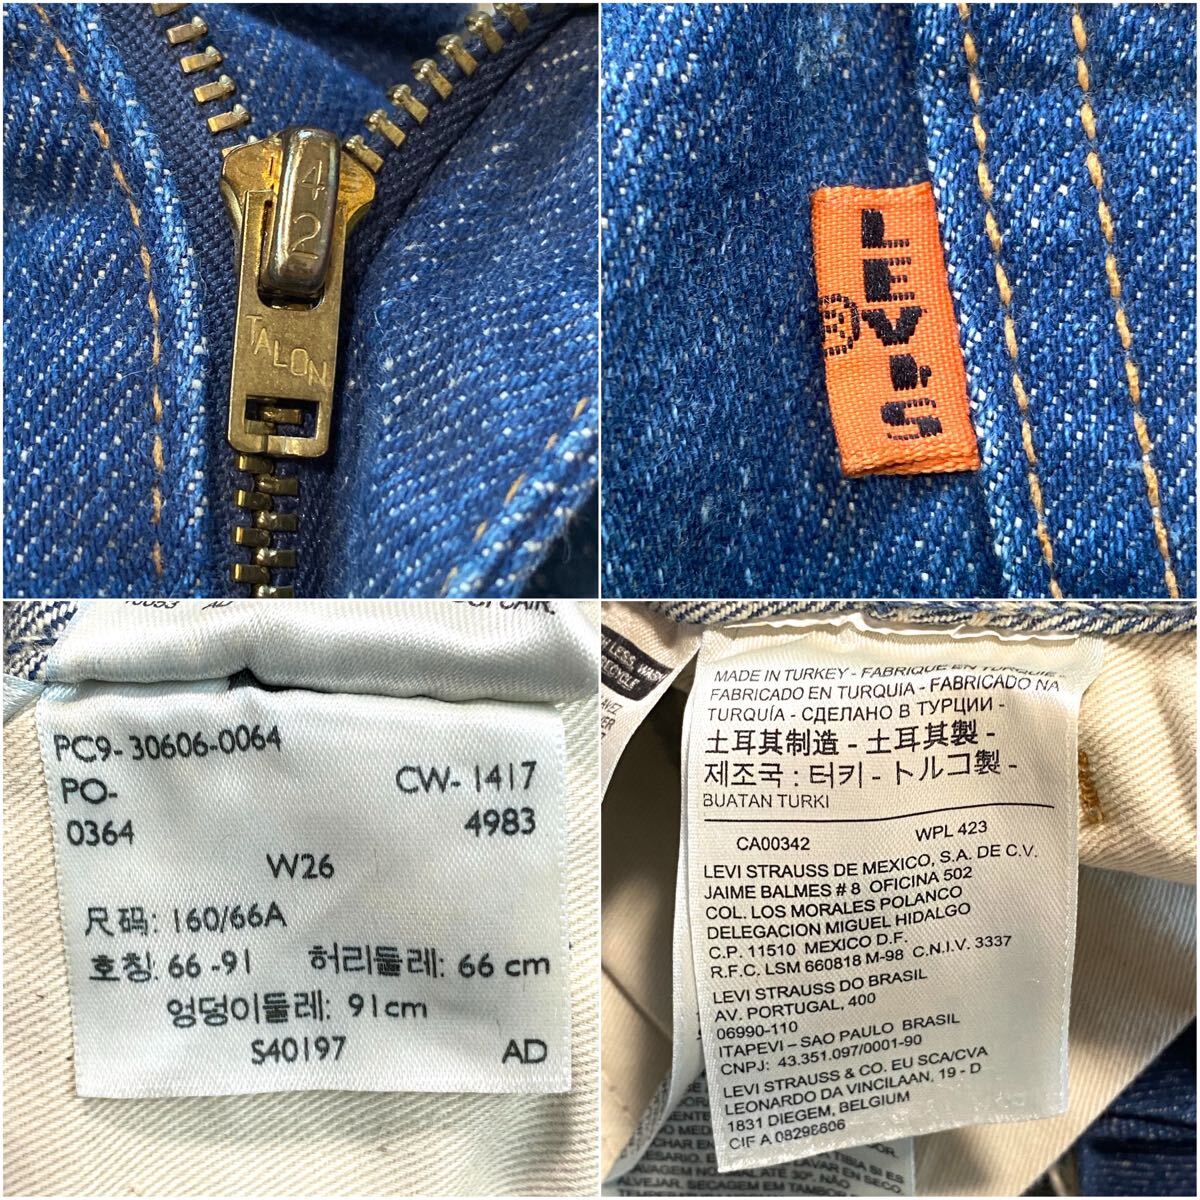 42
TALON
LEVI'S
®
PC9-30606-0064
PO-
CW-1417
0364
4983
W26
尺码: 160/66A
호칭: 66-91 허리둘레: 66 cm
엉덩이둘레: 91cm
S40197
AD
LESS, WASH
RECYCLE
MADE IN TURKEY - FABRIQUE EN TURQUIE -
FABRICADO EN TURQUIA - FABRICADO NA
TURQUÍA - СДЕЛАНО В ТУРЦИИ -
土耳其制造 - 土耳其製 -
제조국 : 터키 - トルコ製 -
BUATAN TURKI
CA00342
WPL 423
LEVI STRAUSS DE MEXICO, S.A. DE C.V.
JAIME BALMES # 8 OFICINA 502
COL. LOS MORALES POLANCO
DELEGACION MIGUEL HIDALGO
C.P. 11510 MEXICO D.F.
R.F.C. LSM 660818 M-98 C.N.I.V. 3337
LEVI STRAUSS DO BRASIL
AV. PORTUGAL, 400
06990-110
ITAPEVI – SAO PAULO BRASIL
CNPJ: 43.351.097/0001-90
LEVI STRAUSS & CO. EU SCA/CVA
LEONARDO DA VINCILAAN, 19 - D
1831 DIEGEM, BELGIUM
CIF A 08298606